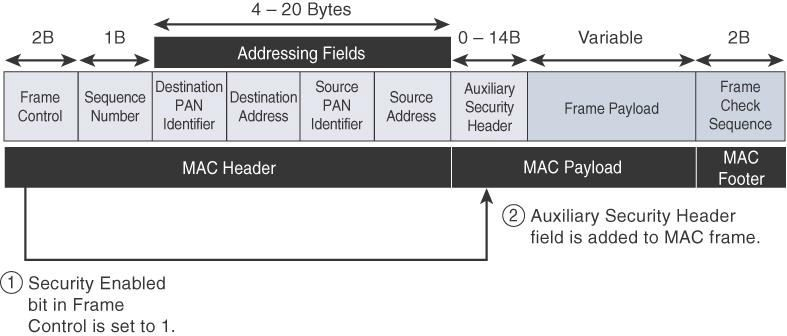 4 – 20 Bytes
2B
1B
Addressing Fields
0 – 14B
Variable
2B
Frame
Control
Sequence
Number
Destination
PAN
Identifier
Destination
Address
Source
PAN
Identifier
Source
Address
Auxiliary
Security
Header
Frame Payload
Frame
Check
Sequence
MAC Header
MAC Payload
MAC
Footer
2 Auxiliary Security Header
field is added to MAC frame.
1 Security Enabled
bit in Frame
Control is set to 1.